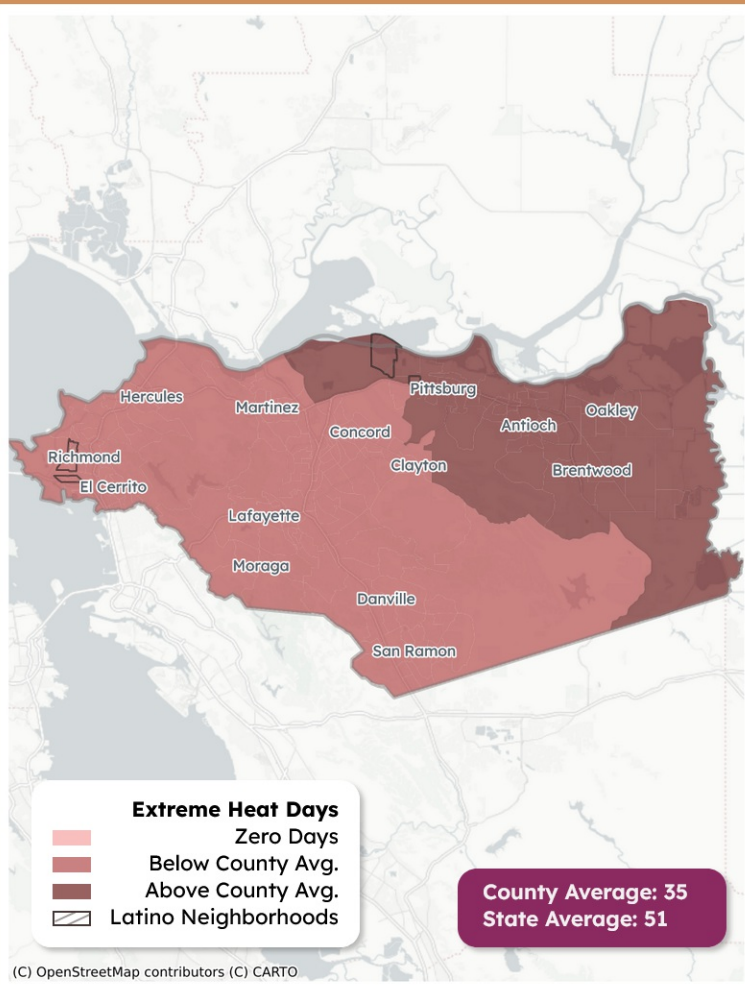 Hercules
Martinez
Pittsburg
Oakley
Antioch
Concord
Richmond
Clayton
Brentwood
El Cerrito
Lafayette
Moraga
Danville
San Ramon
Extreme Heat Days
Zero Days
Below County Avg.
Above County Avg.
Latino Neighborhoods
County Average: 35
State Average: 51
(C) OpenStreetMap contributors (C) CARTO